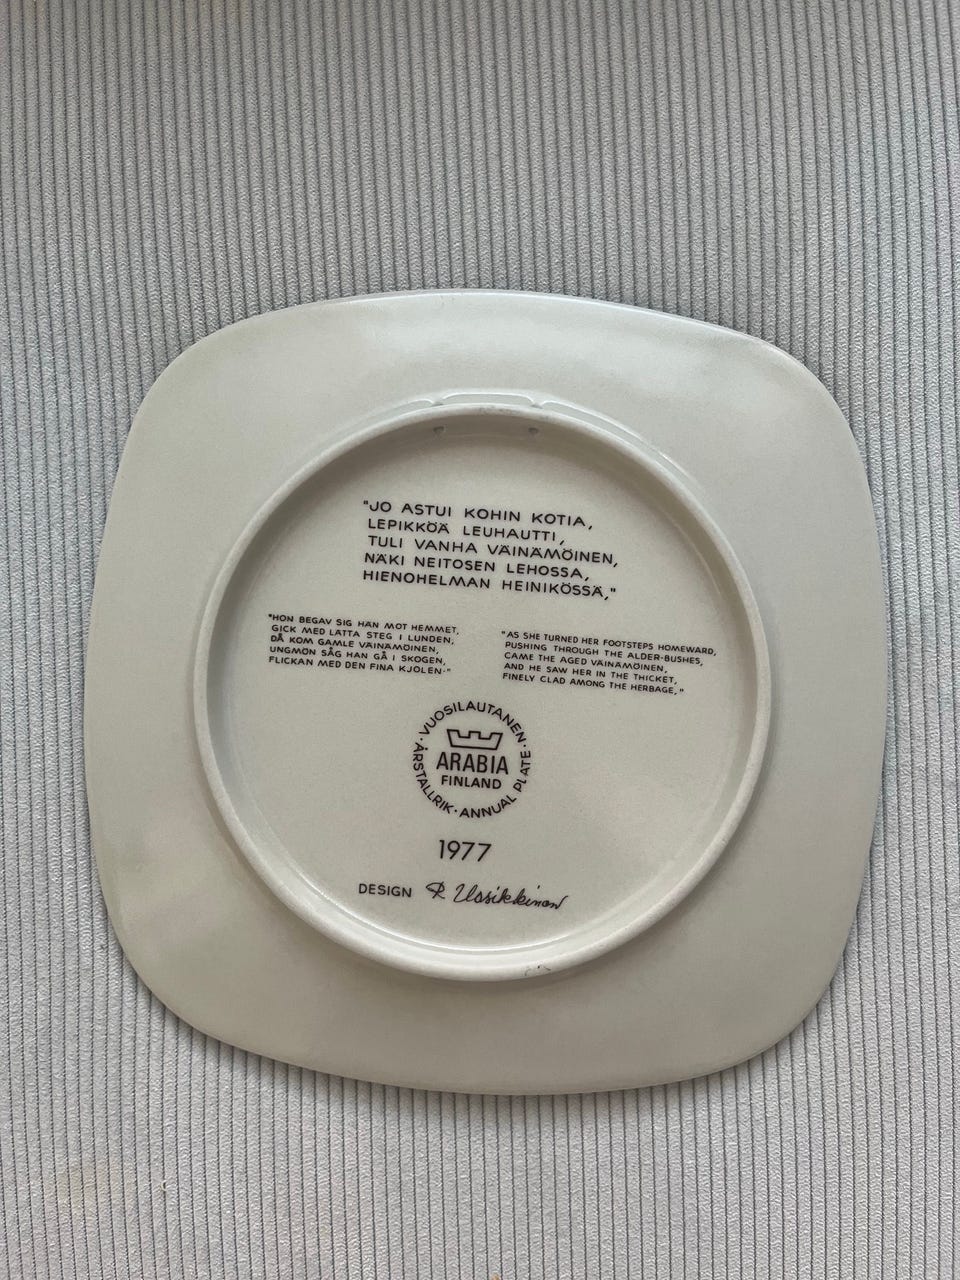 "JO ASTUI KOHIN KOTIA,
LEPIKKÖÄ LEUHAUTTI,
TULI VANHA VÄINÄMÖINEN,
NÄKI NEITOSEN LEHOSSA,
HIENOHELMAN HEINIKÖSSÄ,"
"HON BEGAV SIG HÄN MOT HEMMET,
GICK MED LÄTTA STEG I LUNDEN,
DÅ KOM GAMLE VÄINÄMÖINEN,
UNGMÖN SÅG HAN GÅ I SKOGEN,
FLICKAN MED DEN FINA KJOLEN."
"AS SHE TURNED HER FOOTSTEPS HOMEWARD,
PUSHING THROUGH THE ALDER-BUSHES,
CAME THE AGED VÄINÄMÖINEN,
AND HE SAW HER IN THE THICKET,
FINELY CLAD AMONG THE HERBAGE,"
·VUOSILAUTANEN·
ARABIA
FINLAND
ÅRSTALLRIK·ANNUAL PLATE
1977
DESIGN R Uosikkinen